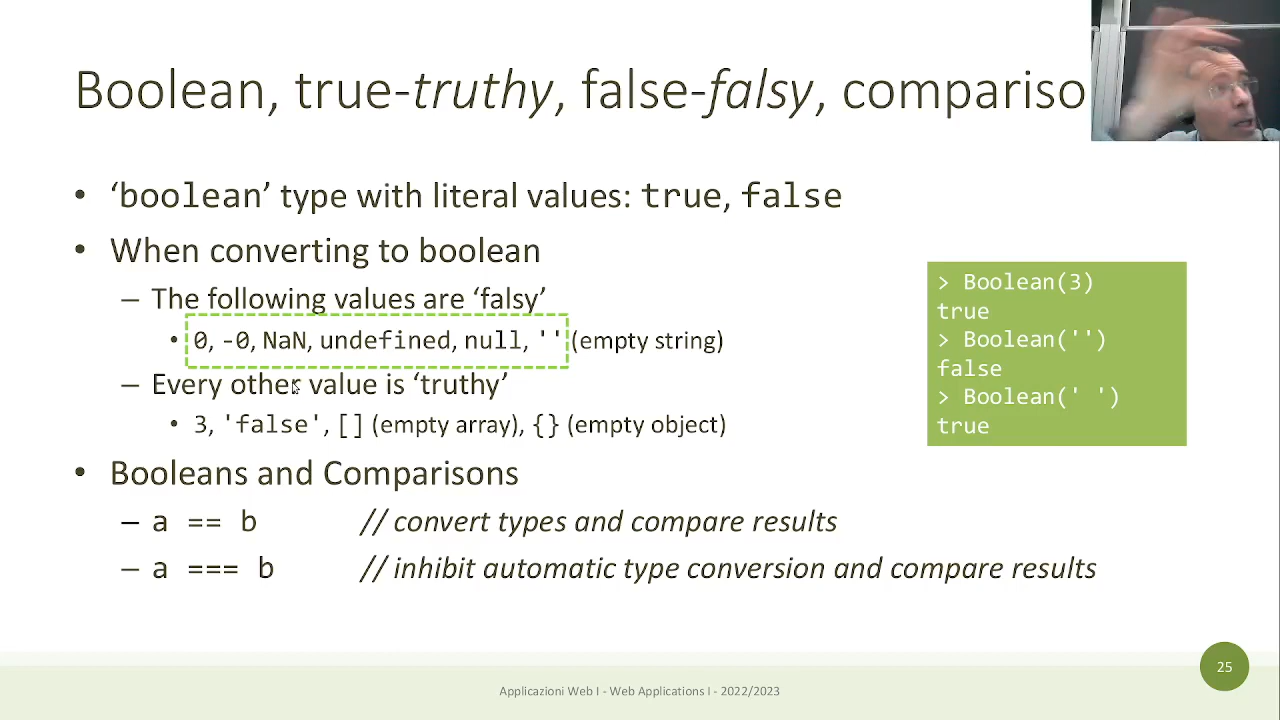 Boolean, true-truthy, false-falsy, compariso
• ‘boolean’ type with literal values: true, false
• When converting to boolean
– The following values are ‘falsy’
• 0, -0, NaN, undefined, null, '' (empty string)
– Every other value is ‘truthy’
• 3, 'false', [] (empty array), {} (empty object)
• Booleans and Comparisons
– a == b // convert types and compare results
– a === b // inhibit automatic type conversion and compare results
> Boolean(3)
true
> Boolean('')
false
> Boolean(' ')
true
Applicazioni Web I - Web Applications I - 2022/2023
25